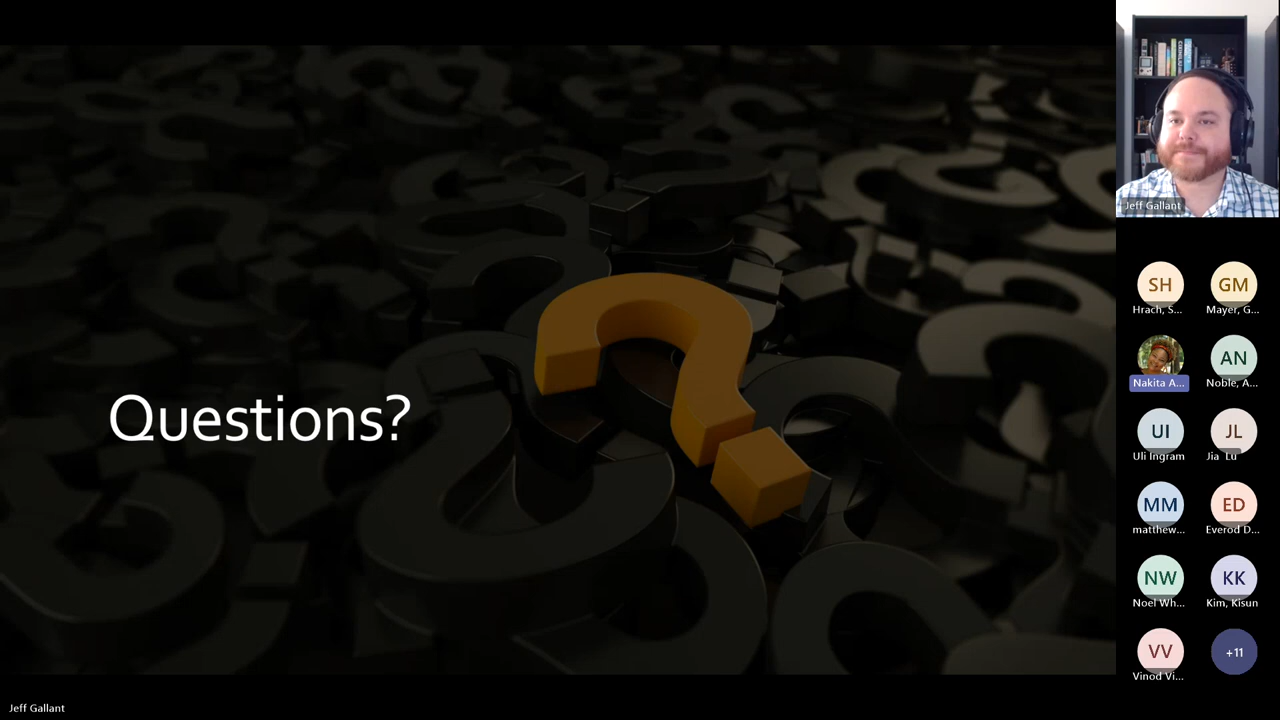 Questions?
Jeff Gallant
SH
Hrach, S...
GM
Mayer, G...
Nakita A...
AN
Noble, A...
UI
Uli Ingram
JL
Jia Lu
MM
matthew...
ED
Everod D...
NW
Noel Wh...
KK
Kim, Kisun
VV
Vinod Vi...
+11
Jeff Gallant